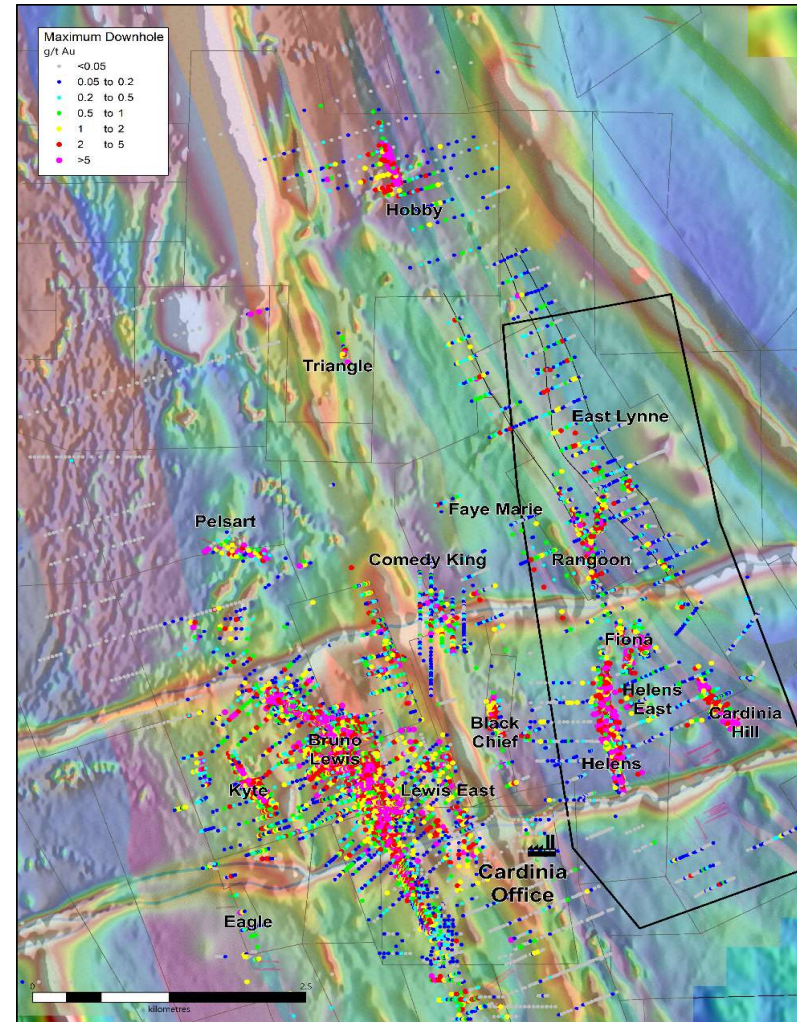 Maximum Downhole
g/t Au
<0.05
0.05 to 0.2
0.2 to 0.5
0.5 to 1
1 to 2
2 to 5
>5
Hobby
Triangle
East Lynne
Faye Marie
Pelsart
Comedy King
Rangoon
Fiona
Helens
East
Cardinia
Hill
Black
Chief
Bruno
Lewis
Helens
Kyte
Lewis East
Cardinia
Office
Eagle
0
2.5
kilometres